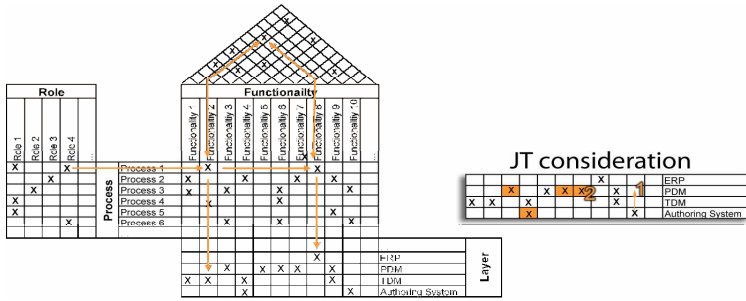 Role
Functionality
Role 1
Role 2
Role 3
Role 4
...
Functionality 1
Functionality 2
Functionality 3
Functionality 4
Functionality 5
Functionality 6
Functionality 7
Functionality 8
Functionality 9
Functionality 10
...
Process
Process 1
Process 2
Process 3
Process 4
Process 5
Process 6
ERP
PDM
TDM
Authoring System
Layer
JT consideration
ERP
PDM
TDM
Authoring System
1
2